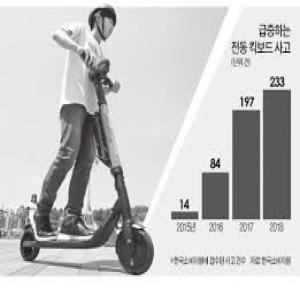 급증하는
전동 킥보드 사고
(단위: 건)
233
197
84
14
2015년 2016 2017 2018
※한국소비자원에 접수된 사고 건수 자료: 한국소비자원